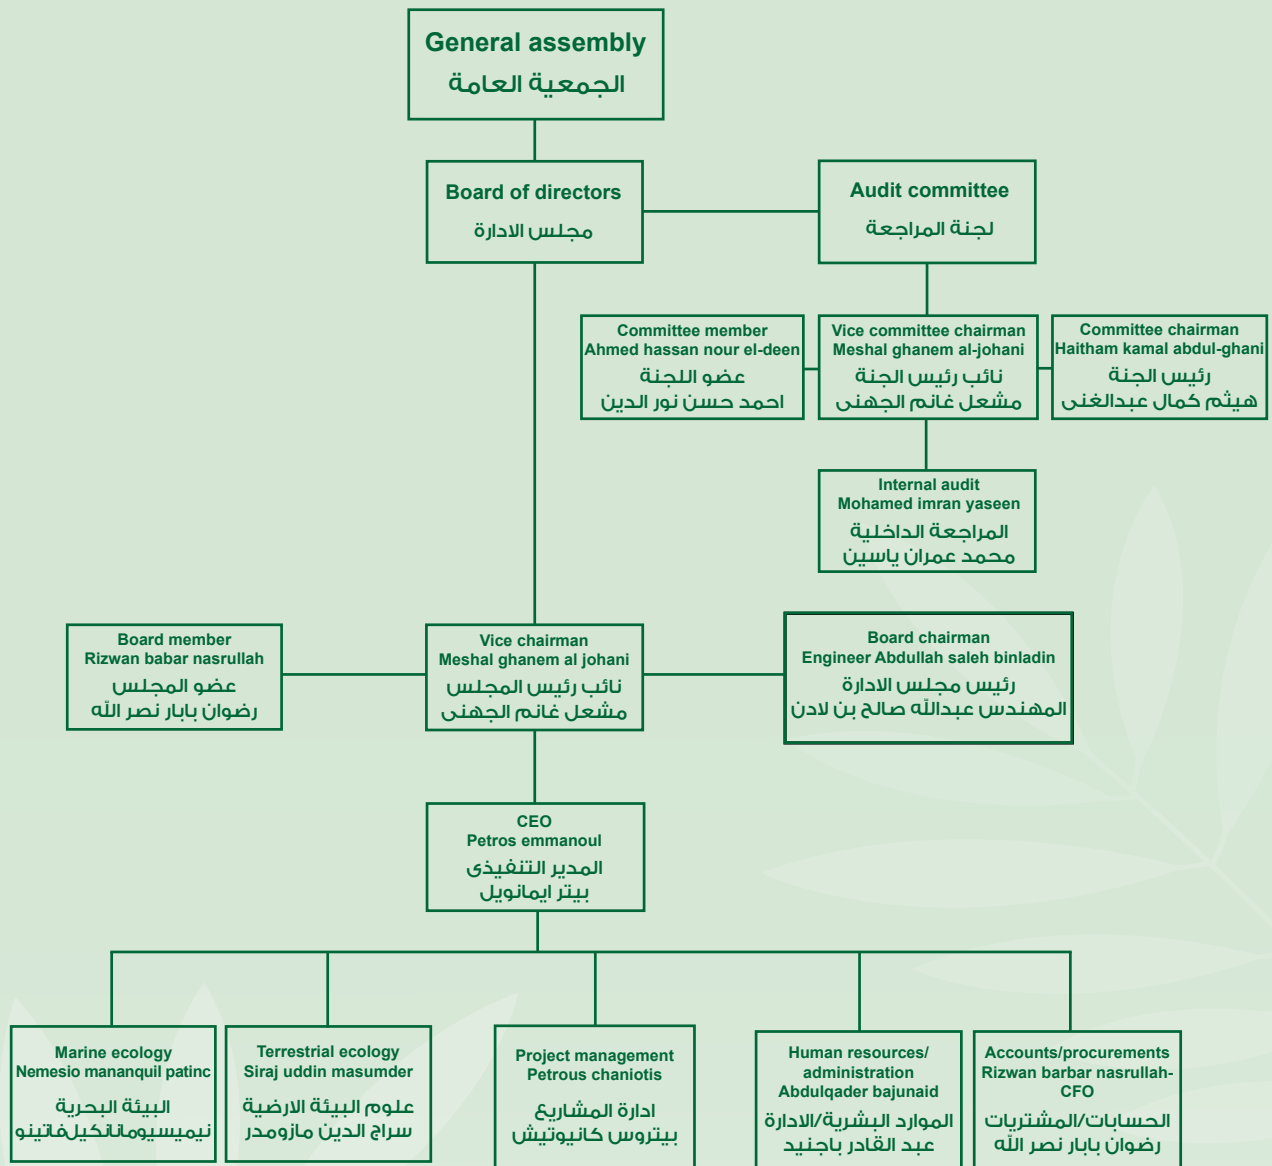 General assembly
الجمعية العامة
Board of directors
مجلس الادارة
Audit committee
لجنة المراجعة
Committee member
Ahmed hassan nour el-deen
عضو اللجنة
احمد حسن نور الدين
Vice committee chairman
Meshal ghanem al-johani
نائب رئيس الجنة
مشعل غانم الجهنى
Committee chairman
Haitham kamal abdul-ghani
رئيس الجنة
هيثم كمال عبدالغنى
Internal audit
Mohamed imran yaseen
المراجعة الداخلية
محمد عمران ياسين
Board member
Rizwan babar nasrullah
عضو المجلس
رضوان بابار نصر الله
Vice chairman
Meshal ghanem al johani
نائب رئيس المجلس
مشعل غانم الجهنى
Board chairman
Engineer Abdullah saleh binladin
رئيس مجلس الادارة
المهندس عبدالله صالح بن لادن
CEO
Petros emmanoul
المدير التنفيذى
بيتر ايمانويل
Marine ecology
Nemesio mananquil patinc
البيئة البحرية
نيميسيومانانكيلفاتينو
Terrestrial ecology
Siraj uddin masumder
علوم البيئة الارضية
سراج الدين مازومدر
Project management
Petrous chaniotis
ادارة المشاريع
بيتروس كانيوتيش
Human resources/
administration
Abdulqader bajunaid
الموارد البشرية/الادارة
عبد القادر باجنيد
Accounts/procurements
Rizwan barbar nasrullah-
CFO
الحسابات/المشتريات
رضوان بابار نصر الله